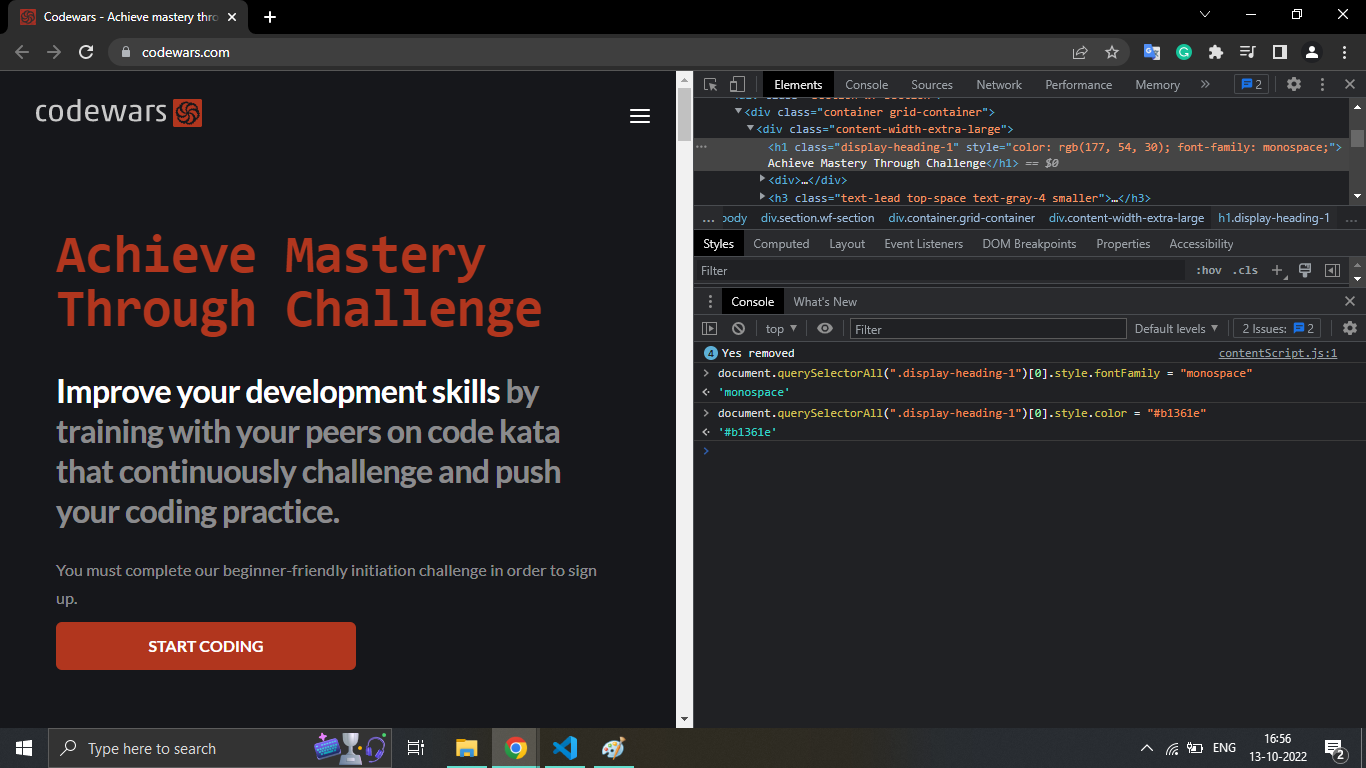 Codewars - Achieve mastery thro
codewars.com
codewars
Achieve Mastery
Through Challenge
Improve your development skills by
training with your peers on code kata
that continuously challenge and push
your coding practice.
You must complete our beginner-friendly initiation challenge in order to sign
up.
START CODING
Elements Console Sources Network Performance Memory » 2
<div class="container grid-container">
<div class="content-width-extra-large">
<h1 class="display-heading-1" style="color: rgb(177, 54, 30); font-family: monospace;">
Achieve Mastery Through Challenge</h1> == $0
<div>…</div>
<h3 class="text-lead top-space text-gray-4 smaller">…</h3>
... body div.section.wf-section div.container.grid-container div.content-width-extra-large h1.display-heading-1 ...
Styles Computed Layout Event Listeners DOM Breakpoints Properties Accessibility
Filter :hov .cls +
Console What's New
top Filter Default levels 2 Issues: 2
4 Yes removed contentScript.js:1
> document.querySelectorAll(".display-heading-1")[0].style.fontFamily = "monospace"
'monospace'
> document.querySelectorAll(".display-heading-1")[0].style.color = "#b1361e"
'#b1361e'
>
Type here to search
ENG
16:56
13-10-2022
2